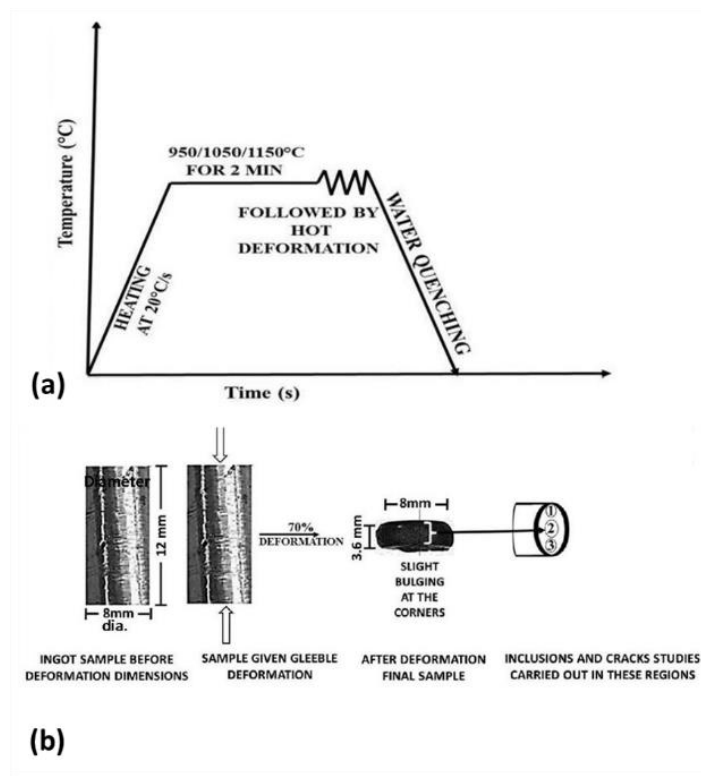 Temperature (°C)
950/1050/1150°C
FOR 2 MIN
FOLLOWED BY
HOT
DEFORMATION
HEATING
AT 20°C/s
WATER QUENCHING
(a)
Time (s)
Diameter
12 mm
8mm
dia.
70%
DEFORMATION
8mm
3.6 mm
SLIGHT
BULGING
AT THE
CORNERS
1
2
3
INGOT SAMPLE BEFORE
DEFORMATION DIMENSIONS
SAMPLE GIVEN GLEEBLE
DEFORMATION
AFTER DEFORMATION
FINAL SAMPLE
INCLUSIONS AND CRACKS STUDIES
CARRIED OUT IN THESE REGIONS
(b)